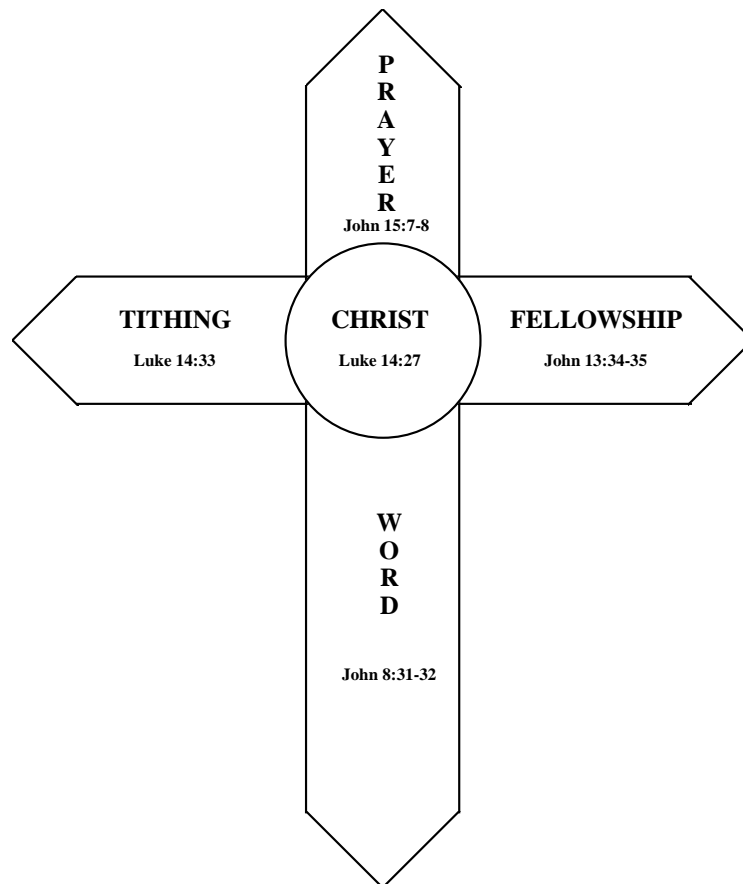 P
R
A
Y
E
R
John 15:7-8
TITHING
Luke 14:33
CHRIST
Luke 14:27
FELLOWSHIP
John 13:34-35
W
O
R
D
John 8:31-32